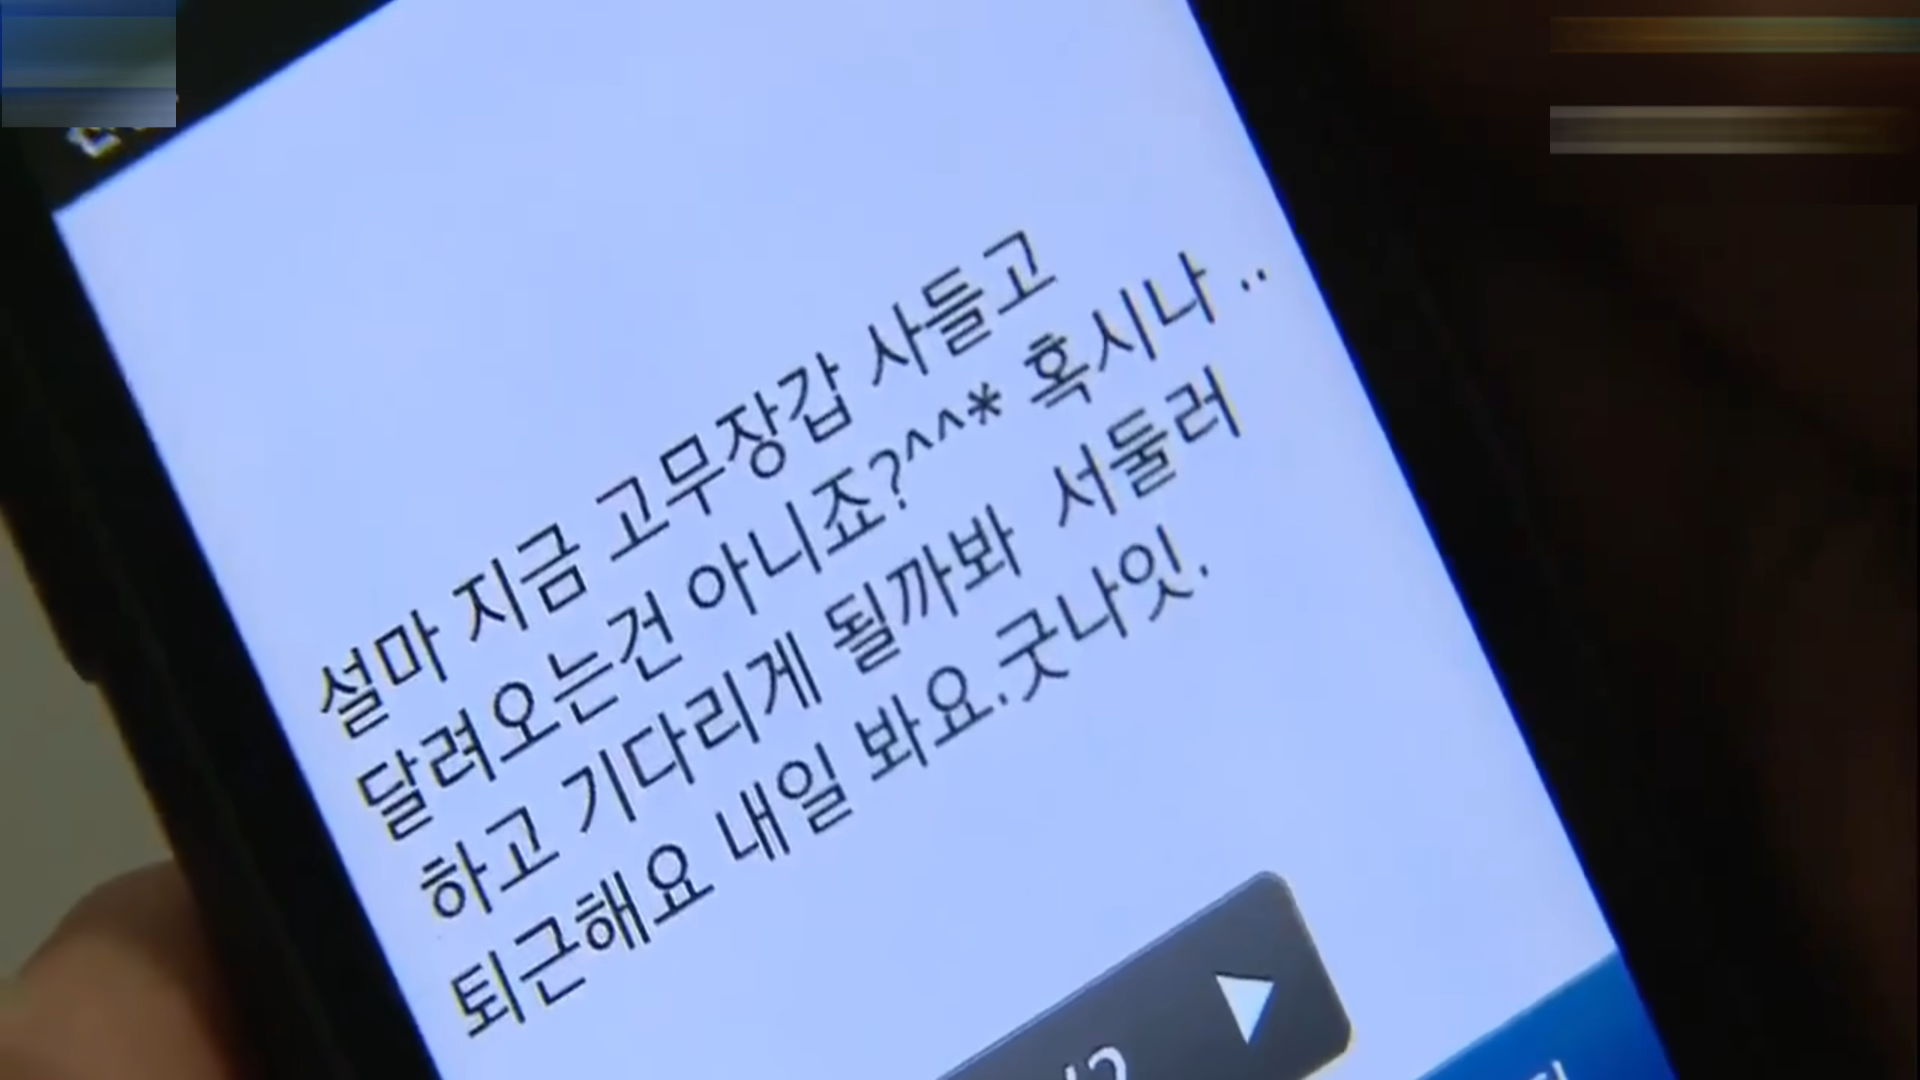 설마 지금 고무장갑 사들고
달려오는건 아니죠?^^* 혹시나 ..
하고 기다리게 될까봐 서둘러
퇴근해요 내일 봐요.굿나잇.